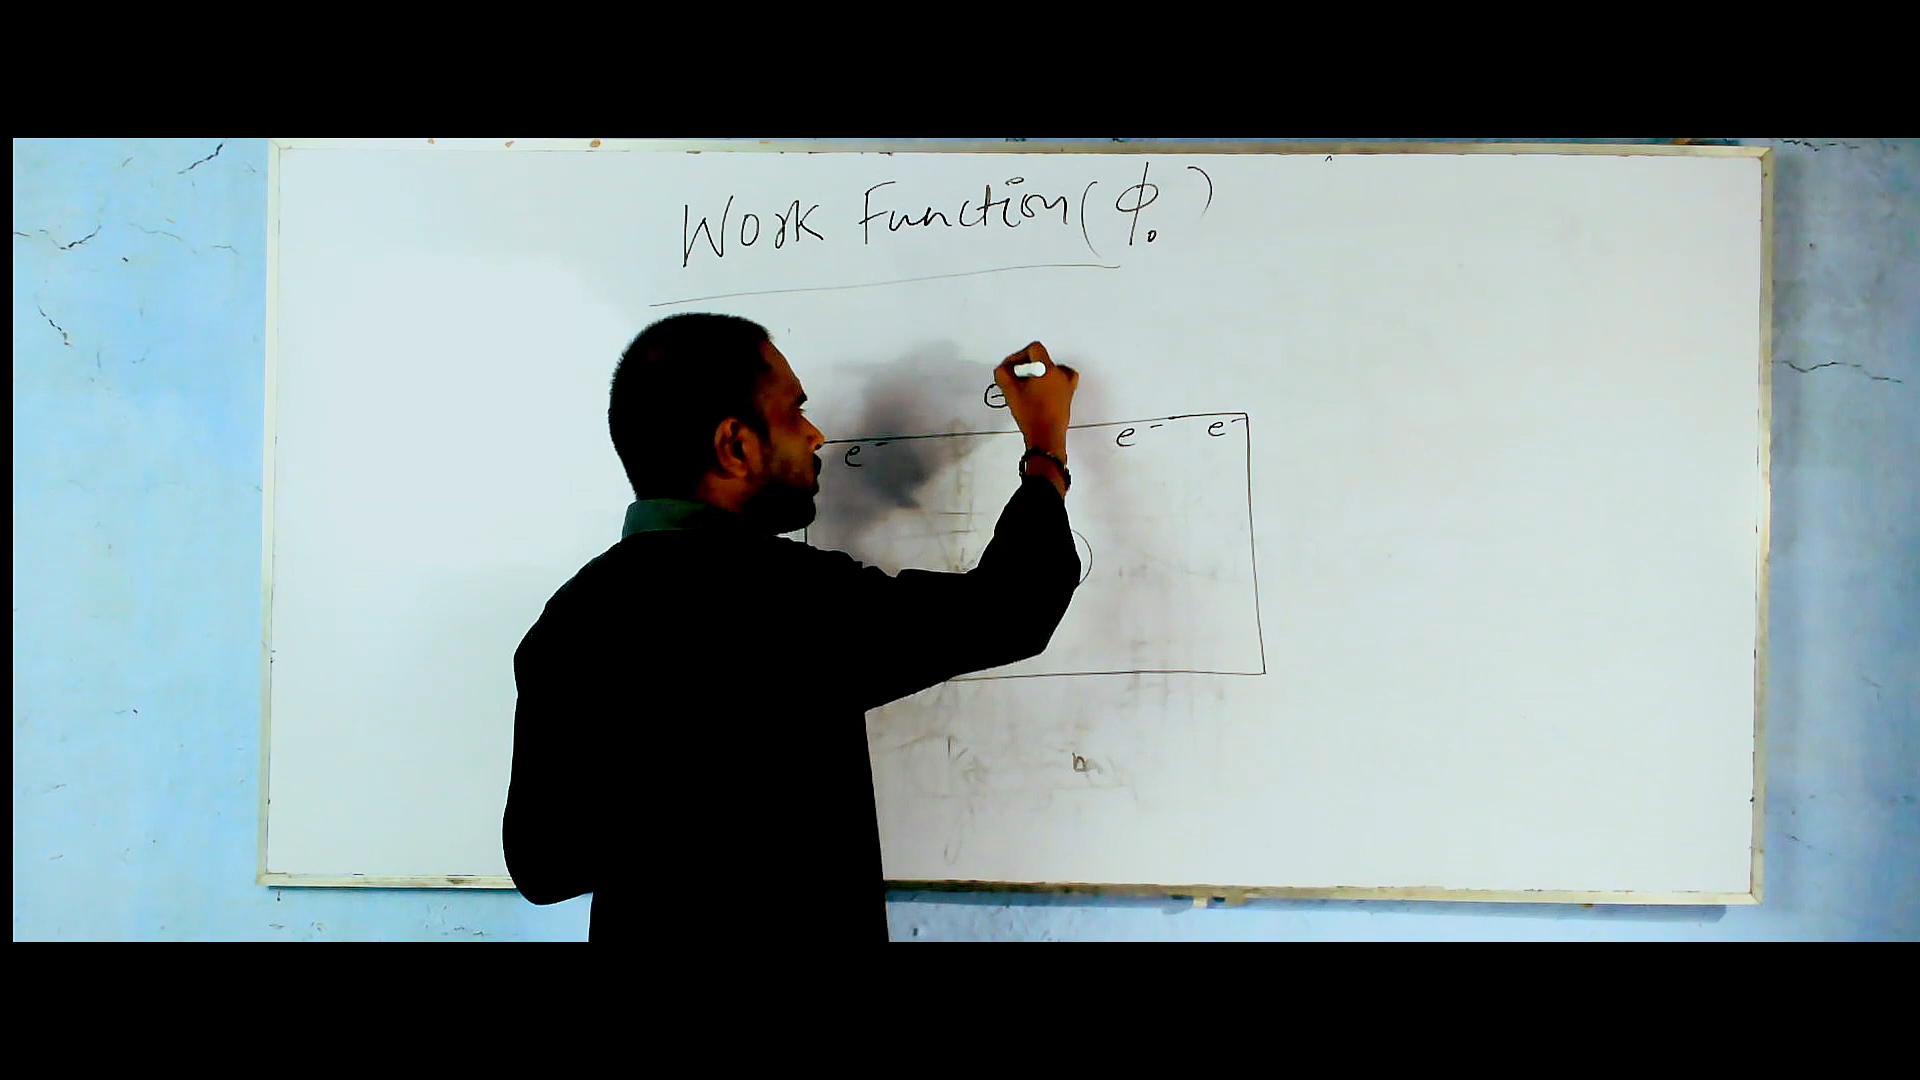 Work Function (ϕ₀)
e⁻ e⁻ e⁻